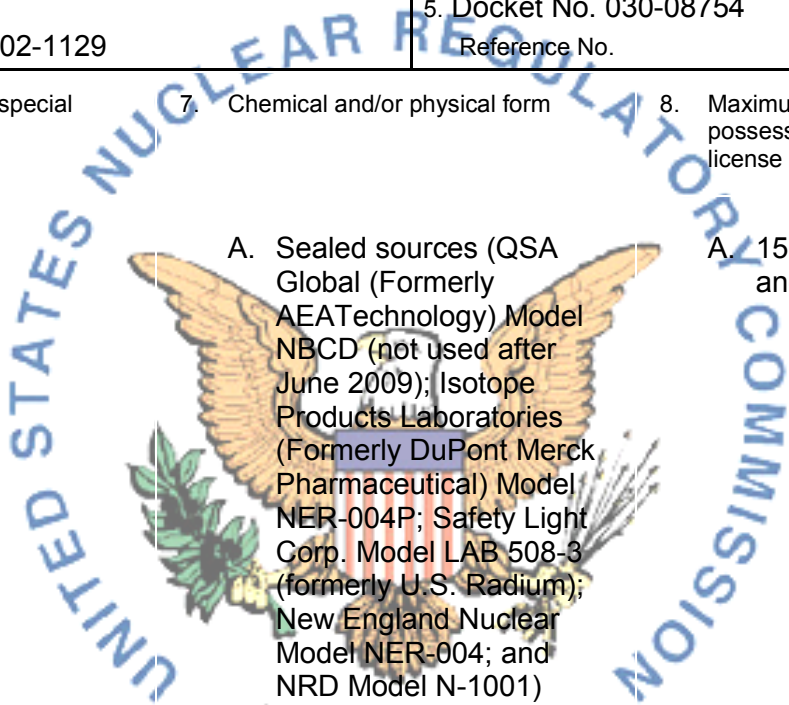 5. Docket No. 030-08754
02-1129
Reference No.
special
7. Chemical and/or physical form
8. Maximu
possess
license
UNITED STATES NUCLEAR REGULATORY COMMISSION
A. Sealed sources (QSA
Global (Formerly
AEATechnology) Model
NBCD (not used after
June 2009); Isotope
Products Laboratories
(Formerly DuPont Merck
Pharmaceutical) Model
NER-004P; Safety Light
Corp. Model LAB 508-3
(formerly U.S. Radium);
New England Nuclear
Model NER-004; and
NRD Model N-1001)
A. 15
an